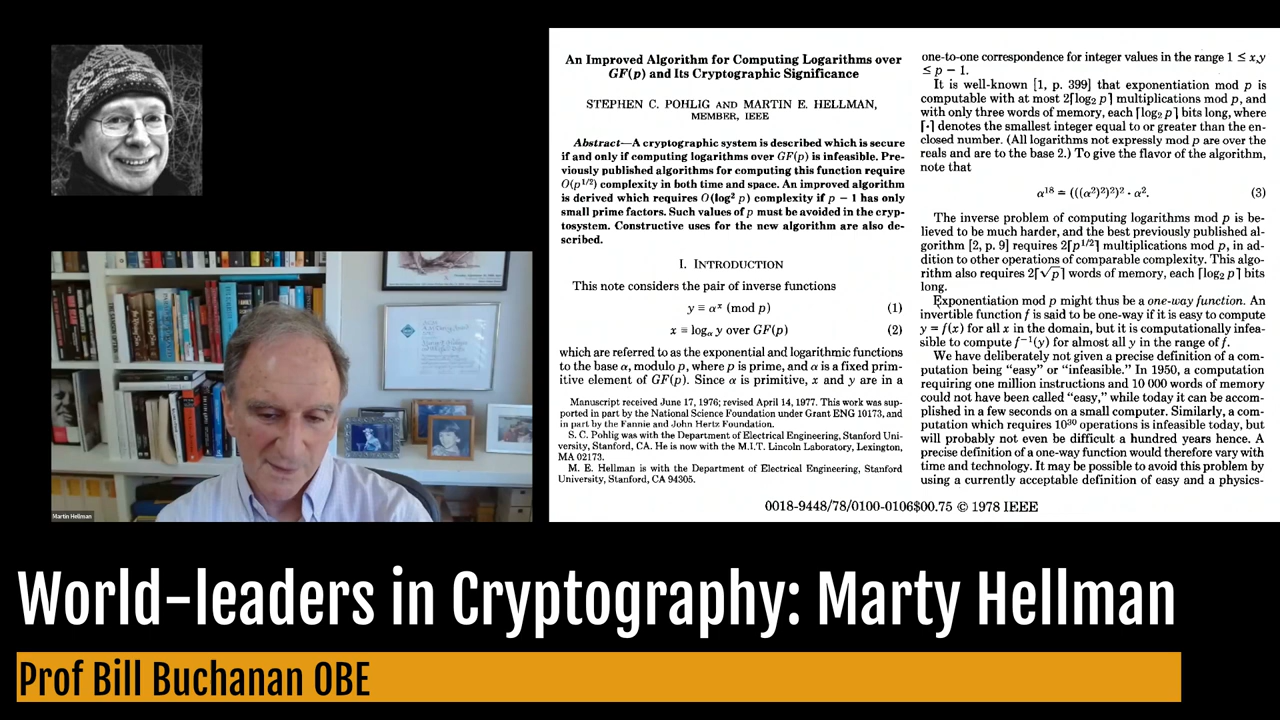 An Improved Algorithm for Computing Logarithms over
GF(p) and Its Cryptographic Significance
STEPHEN C. POHLIG AND MARTIN E. HELLMAN,
MEMBER, IEEE
Abstract—A cryptographic system is described which is secure
if and only if computing logarithms over GF(p) is infeasible. Pre-
viously published algorithms for computing this function require
O(p^{1/2}) complexity in both time and space. An improved algorithm
is derived which requires O(log² p) complexity if p − 1 has only
small prime factors. Such values of p must be avoided in the cryp-
tosystem. Constructive uses for the new algorithm are also de-
scribed.
I. INTRODUCTION
This note considers the pair of inverse functions
y ≡ αˣ (mod p) (1)
x ≡ logα y over GF(p) (2)
which are referred to as the exponential and logarithmic functions
to the base α, modulo p, where p is prime, and α is a fixed prim-
itive element of GF(p). Since α is primitive, x and y are in a
Manuscript received June 17, 1976; revised April 14, 1977. This work was sup-
ported in part by the National Science Foundation under Grant ENG 10173, and
in part by the Fannie and John Hertz Foundation.
S. C. Pohlig was with the Department of Electrical Engineering, Stanford Uni-
versity, Stanford, CA. He is now with the M.I.T. Lincoln Laboratory, Lexington,
MA 02173.
M. E. Hellman is with the Department of Electrical Engineering, Stanford
University, Stanford, CA 94305.
one-to-one correspondence for integer values in the range 1 ≤ x,y
≤ p − 1.
It is well-known [1, p. 399] that exponentiation mod p is
computable with at most 2⌈log₂ p⌉ multiplications mod p, and
with only three words of memory, each ⌈log₂ p⌉ bits long, where
⌈·⌉ denotes the smallest integer equal to or greater than the en-
closed number. (All logarithms not expressly mod p are over the
reals and are to the base 2.) To give the flavor of the algorithm,
note that
α¹⁸ = (((α²)²)²)² · α². (3)
The inverse problem of computing logarithms mod p is be-
lieved to be much harder, and the best previously published al-
gorithm [2, p. 9] requires 2⌈p^{1/2}⌉ multiplications mod p, in ad-
dition to other operations of comparable complexity. This algo-
rithm also requires 2⌈√p⌉ words of memory, each ⌈log₂ p⌉ bits
long.
Exponentiation mod p might thus be a one-way function. An
invertible function f is said to be one-way if it is easy to compute
y = f(x) for all x in the domain, but it is computationally infea-
sible to compute f⁻¹(y) for almost all y in the range of f.
We have deliberately not given a precise definition of a com-
putation being "easy" or "infeasible." In 1950, a computation
requiring one million instructions and 10 000 words of memory
could not have been called "easy," while today it can be accom-
plished in a few seconds on a small computer. Similarly, a com-
putation which requires 10³⁰ operations is infeasible today, but
will probably not even be difficult a hundred years hence. A
precise definition of a one-way function would therefore vary with
time and technology. It may be possible to avoid this problem by
using a currently acceptable definition of easy and a physics-
0018-9448/78/0100-0106$00.75 © 1978 IEEE
Martin Hellman
World-leaders in Cryptography: Marty Hellman
Prof Bill Buchanan OBE